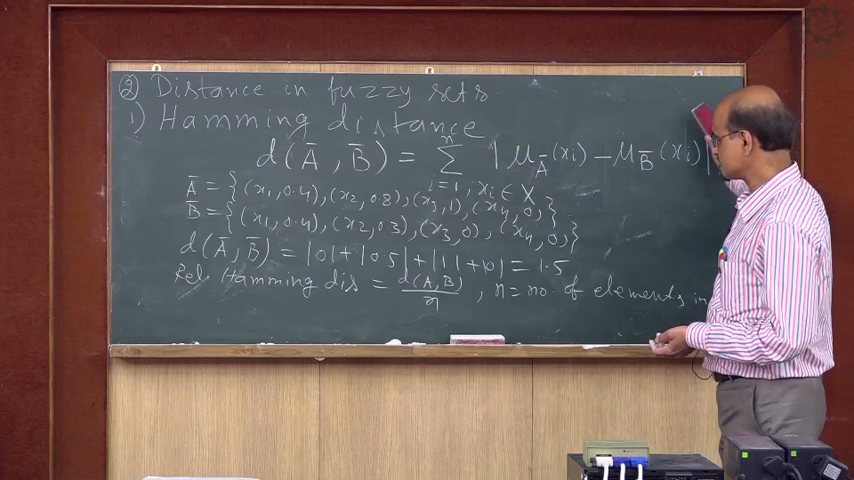 ② Distance in fuzzy sets
1) Hamming distance
d(Ā, B̄) = Σⁿ i=1, xi ∈ X |μĀ(xi) − μB̄(xi)|
Ā = {(x1, 0.4), (x2, 0.8), (x3, 1), (x4, 0)}
B̄ = {(x1, 0.4), (x2, 0.3), (x3, 0), (x4, 0)}
d(Ā, B̄) = |0| + |0.5| + |1| + |0| = 1.5
Rel. Hamming dis = d(A, B)/n, n = no of elements in